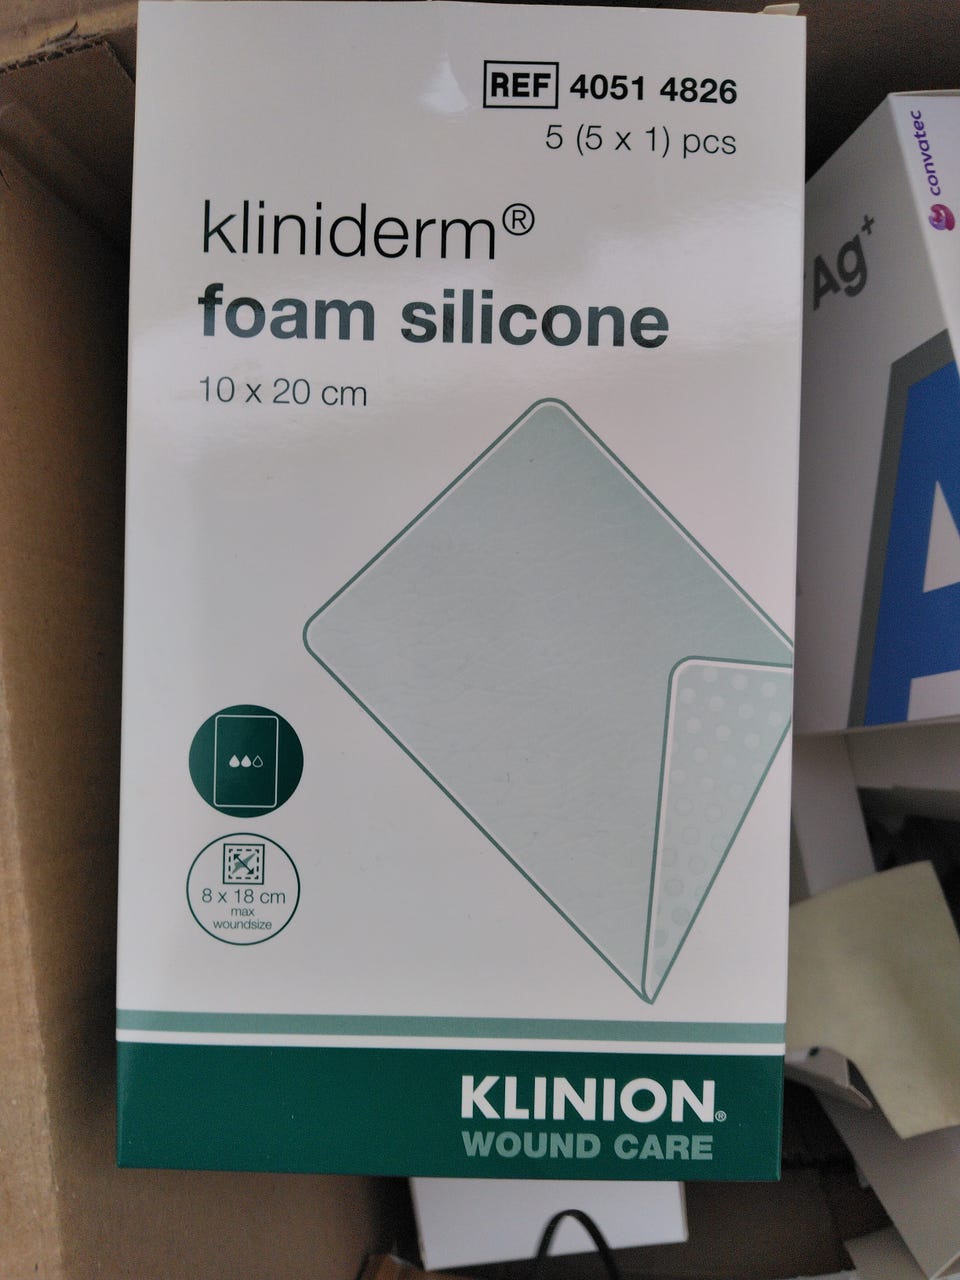 REF 4051 4826
5 (5 x 1) pcs
kliniderm®
foam silicone
10 x 20 cm
8 x 18 cm
max
woundsize
KLINION®
WOUND CARE
convatec
Ag+
A